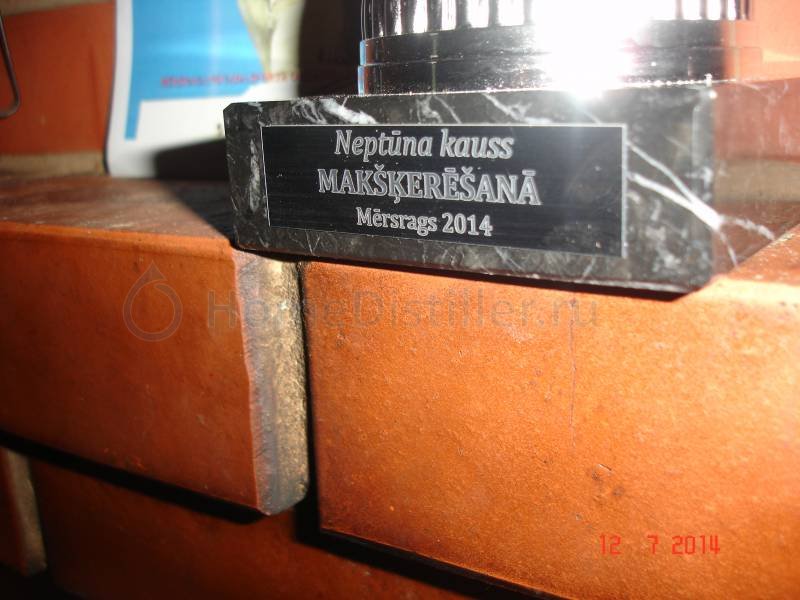 Neptūna kauss
MAKŠĶERĒŠANĀ
Mērsrags 2014
HomeDistiller.ru
12 7 2014